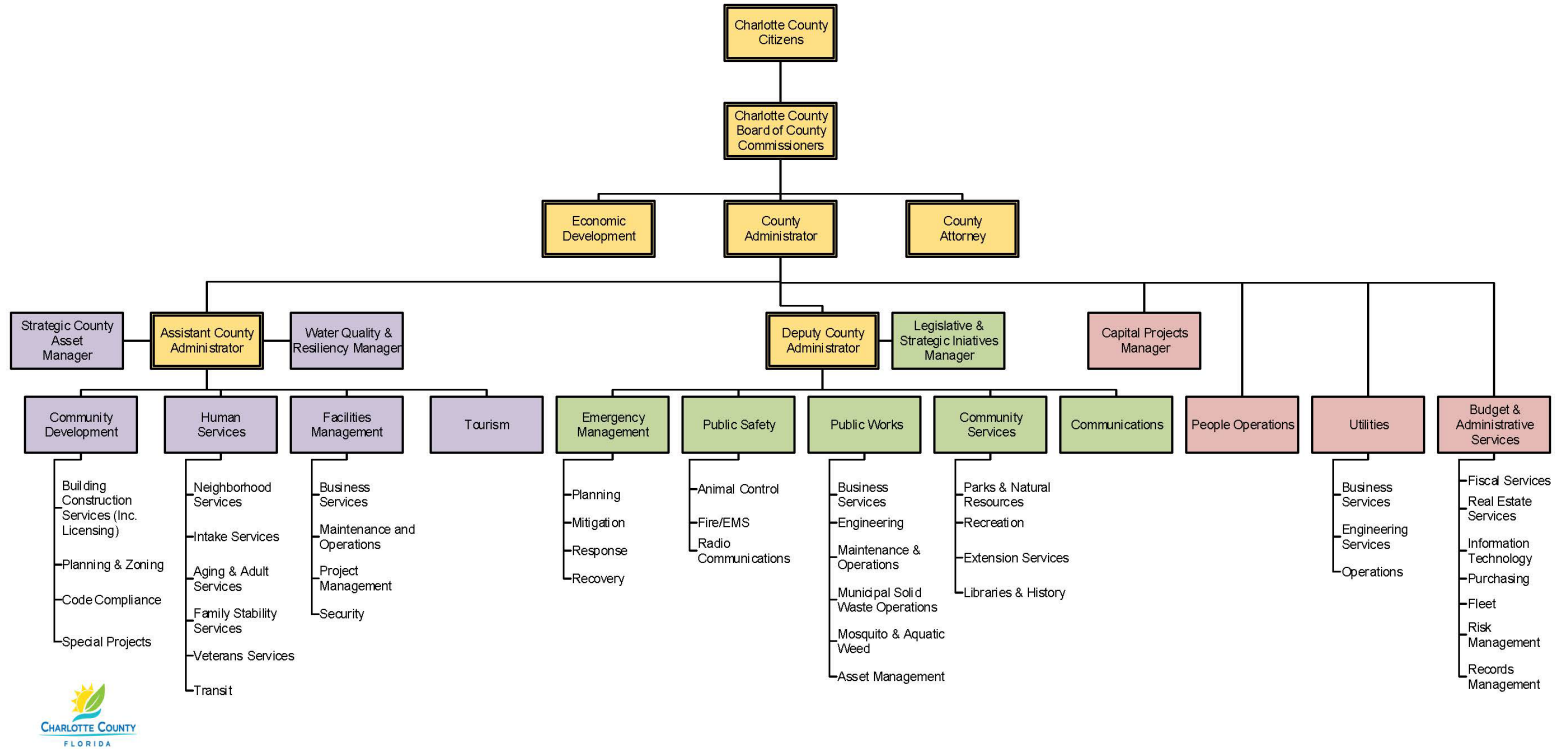 Charlotte County
Citizens
Charlotte County
Board of County
Commissioners
Economic
Development
County
Administrator
County
Attorney
Strategic County
Asset
Manager
Assistant County
Administrator
Water Quality &
Resiliency Manager
Deputy County
Administrator
Legislative &
Strategic Iniatives
Manager
Capital Projects
Manager
Community
Development
Human
Services
Facilities
Management
Tourism
Emergency
Management
Public Safety
Public Works
Community
Services
Communications
People Operations
Utilities
Budget &
Administrative
Services
Building
Construction
Services (Inc.
Licensing)
Planning & Zoning
Code Compliance
Special Projects
Neighborhood
Services
Intake Services
Aging & Adult
Services
Family Stability
Services
Veterans Services
Transit
Business
Services
Maintenance and
Operations
Project
Management
Security
Planning
Mitigation
Response
Recovery
Animal Control
Fire/EMS
Radio
Communications
Business
Services
Engineering
Maintenance &
Operations
Municipal Solid
Waste Operations
Mosquito & Aquatic
Weed
Asset Management
Parks & Natural
Resources
Recreation
Extension Services
Libraries & History
Business
Services
Engineering
Services
Operations
Fiscal Services
Real Estate
Services
Information
Technology
Purchasing
Fleet
Risk
Management
Records
Management
CHARLOTTE COUNTY
FLORIDA